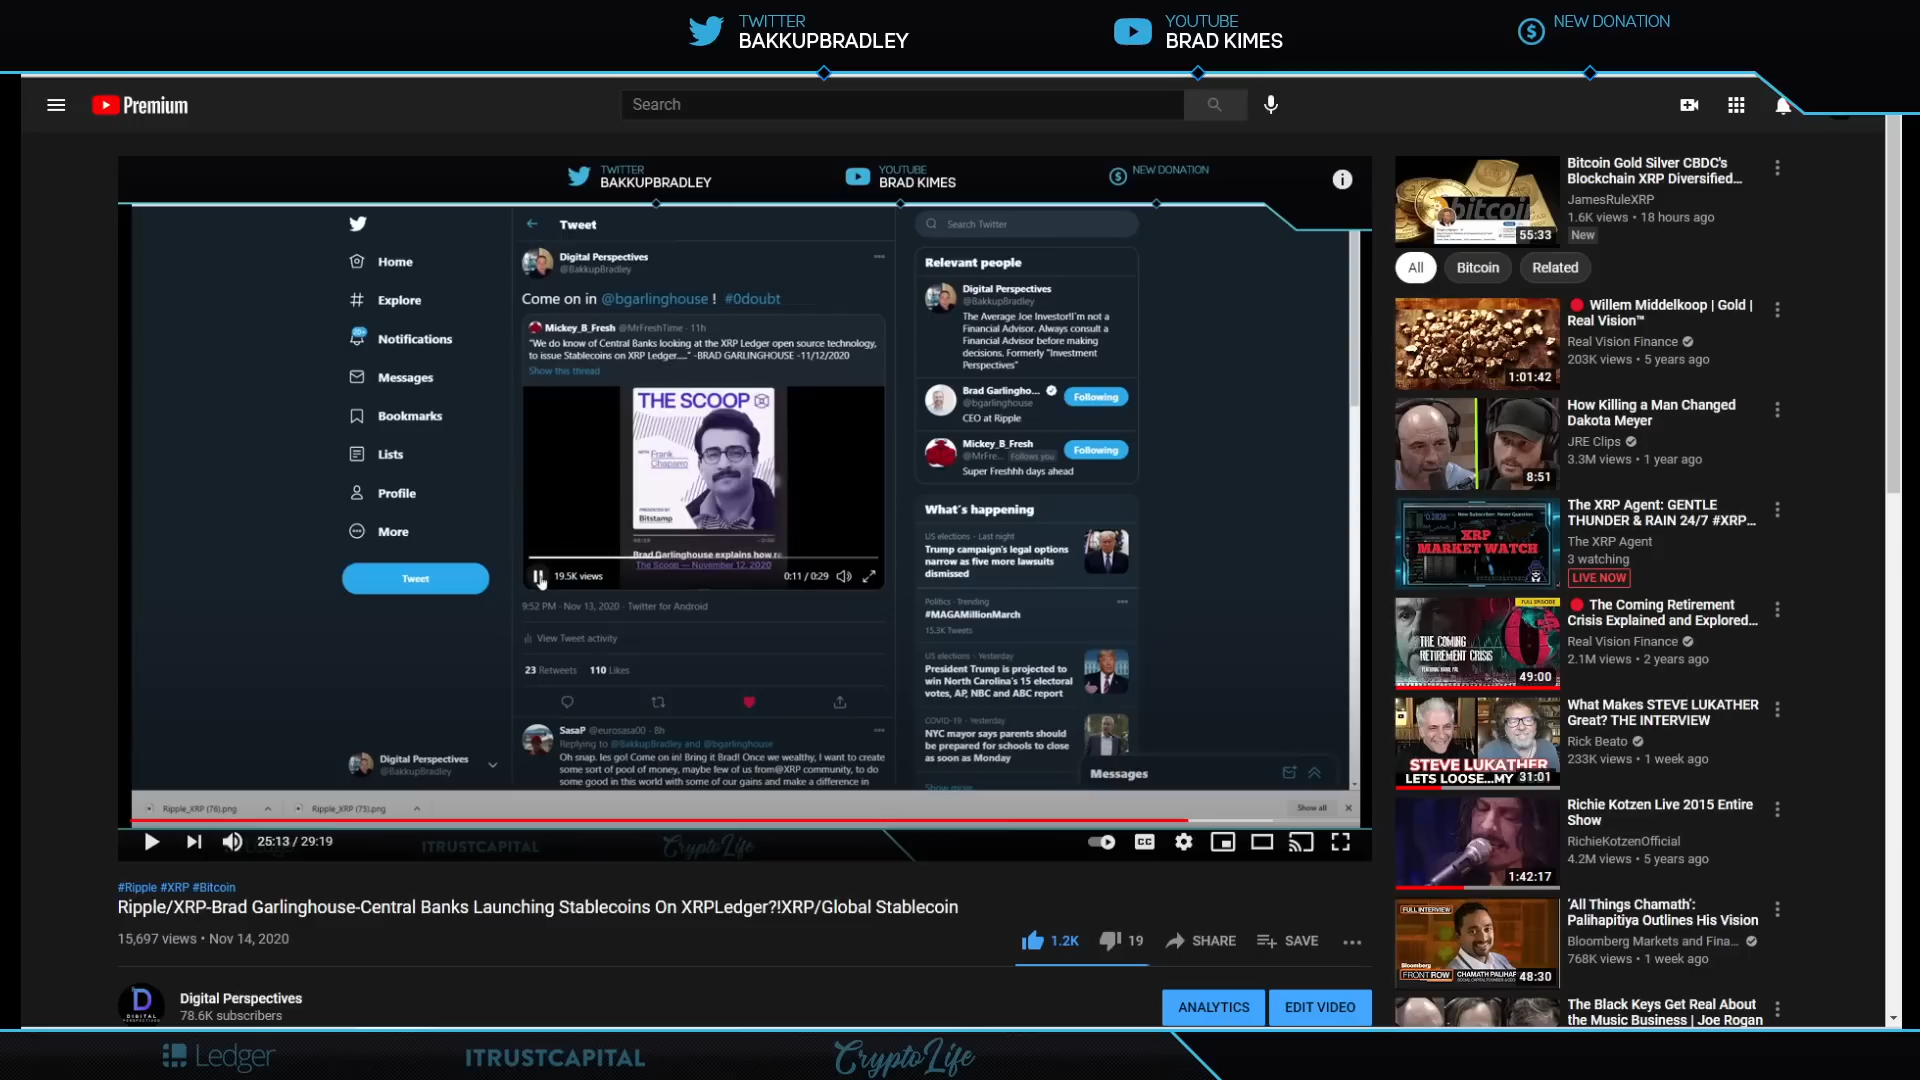 TWITTER
BAKKUPBRADLEY
YOUTUBE
BRAD KIMES
NEW DONATION
Premium
Search
TWITTER
BAKKUPBRADLEY
YOUTUBE
BRAD KIMES
NEW DONATION
Home
Explore
20+
Notifications
Messages
Bookmarks
Lists
Profile
More
Tweet
Digital Perspectives
@BakkupBradley
Tweet
Digital Perspectives
@BakkupBradley
Come on in @bgarlinghouse ! #0doubt
Mickey_B_Fresh @MrFreshTime · 11h
"We do know of Central Banks looking at the XRP Ledger open source technology,
to issue Stablecoins on XRP Ledger....." -BRAD GARLINGHOUSE -11/12/2020
Show this thread
THE SCOOP
WITH
Frank
Chaparro
PRESENTED BY
Bitstamp
Brad Garlinghouse explains how r
The Scoop — November 12, 2020
19.5K views
0:11 / 0:29
9:52 PM · Nov 13, 2020 · Twitter for Android
View Tweet activity
23 Retweets 110 Likes
SasaP @eurosasa00 · 8h
Replying to @BakkupBradley and @bgarlinghouse
Oh snap. les go! Come on in! Bring it Brad! Once we wealthy, I want to create
some sort of pool of money, maybe few of us from@XRP community, to do
some good in this world with some of our gains and make a difference in
Search Twitter
Relevant people
Digital Perspectives
@BakkupBradley
The Average Joe Investor!I'm not a
Financial Advisor. Always consult a
Financial Advisor before making
decisions. Formerly "Investment
Perspectives"
Brad Garlingho...
@bgarlinghouse
Following
CEO at Ripple
Mickey_B_Fresh
@MrFre... Follows you
Following
Super Freshhh days ahead
What's happening
US elections · Last night
Trump campaign's legal options
narrow as five more lawsuits
dismissed
Politics · Trending
#MAGAMillionMarch
15.3K Tweets
US elections · Yesterday
President Trump is projected to
win North Carolina's 15 electoral
votes, AP, NBC and ABC report
COVID-19 · Yesterday
NYC mayor says parents should
be prepared for schools to close
as soon as Monday
Show more
Messages
Ripple_XRP (76).png
Ripple_XRP (75).png
Show all
25:13 / 29:19
Ledger
ITRUSTCAPITAL
CryptoLife
CC
#Ripple #XRP #Bitcoin
Ripple/XRP-Brad Garlinghouse-Central Banks Launching Stablecoins On XRPLedger?!XRP/Global Stablecoin
15,697 views • Nov 14, 2020
1.2K
19
SHARE
SAVE
Digital Perspectives
78.6K subscribers
ANALYTICS
EDIT VIDEO
bitcoin
55:33
Bitcoin Gold Silver CBDC's
Blockchain XRP Diversified...
JamesRuleXRP
1.6K views • 18 hours ago
New
All
Bitcoin
Related
1:01:42
Willem Middelkoop | Gold |
Real Vision™
Real Vision Finance
203K views • 5 years ago
8:51
How Killing a Man Changed
Dakota Meyer
JRE Clips
3.3M views • 1 year ago
XRP
MARKET WATCH
The XRP Agent: GENTLE
THUNDER & RAIN 24/7 #XRP...
The XRP Agent
3 watching
LIVE NOW
FULL EPISODE
THE COMING
RETIREMENT CRISIS
49:00
The Coming Retirement
Crisis Explained and Explored...
Real Vision Finance
2.1M views • 2 years ago
STEVE LUKATHER
LETS LOOSE...MY
31:01
What Makes STEVE LUKATHER
Great? THE INTERVIEW
Rick Beato
233K views • 1 week ago
1:42:17
Richie Kotzen Live 2015 Entire
Show
RichieKotzenOfficial
4.2M views • 5 years ago
FULL INTERVIEW
Bloomberg
FRONT ROW
CHAMATH PALIHAP
48:30
'All Things Chamath':
Palihapitiya Outlines His Vision
Bloomberg Markets and Fina...
768K views • 1 week ago
The Black Keys Get Real About
the Music Business | Joe Rogan
Ledger
ITRUSTCAPITAL
CryptoLife